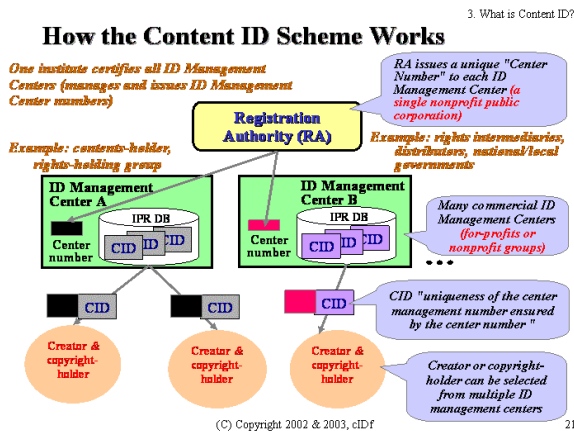 3. What is Content ID?
How the Content ID Scheme Works
One institute certifies all ID Management
Centers (manages and issues ID Management
Center numbers)
RA issues a unique "Center
Number" to each ID
Management Center (a
single nonprofit public
corporation)
Registration
Authority (RA)
Example: contents-holder,
rights-holding group
Example: rights intermediaries,
distributors, national/local
governments
ID Management
Center A
IPR DB
CID
ID
CID
Center
number
ID Management
Center B
IPR DB
CID
ID
CID
Center
number
Many commercial ID
Management Centers
(for-profits or
nonprofit groups)
...
CID
CID
CID
CID "uniqueness of the center
management number ensured
by the center number "
Creator &
copyright-
holder
Creator &
copyright-
holder
Creator &
copyright-
holder
Creator or copyright-
holder can be selected
from multiple ID
management centers
(C) Copyright 2002 & 2003, cIDf
21